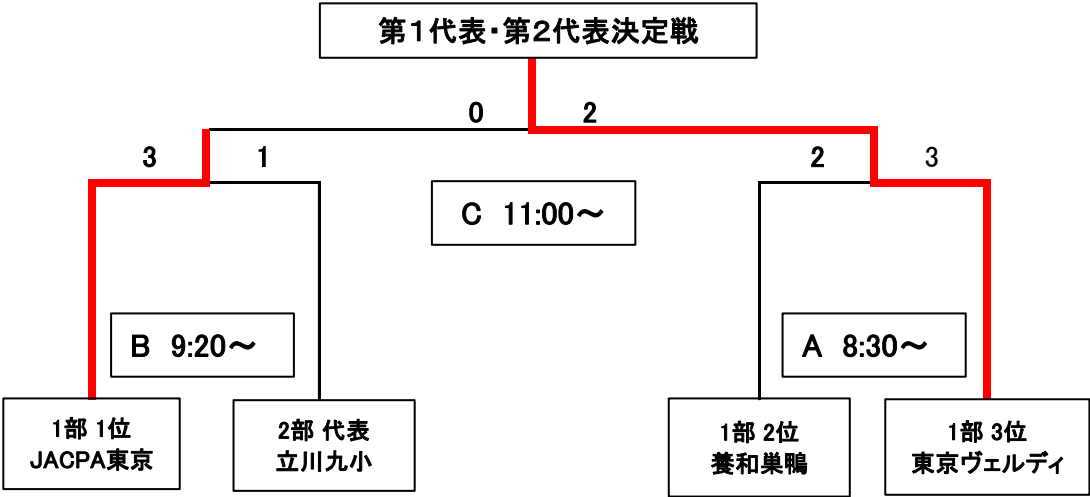 第1代表・第2代表決定戦
0 2
3 1 2 3
C 11:00～
B 9:20～ A 8:30～
1部 1位
JACPA東京
2部 代表
立川九小
1部 2位
養和巣鴨
1部 3位
東京ヴェルディ